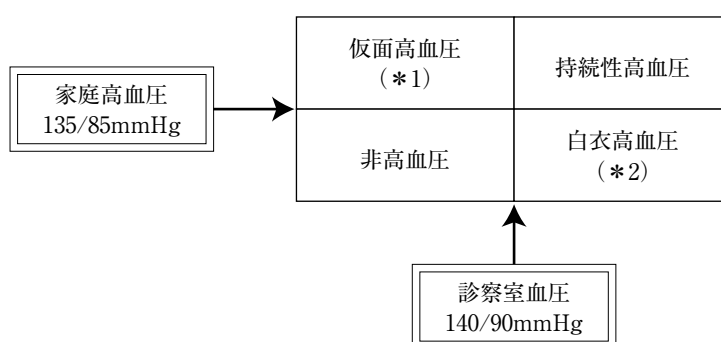 仮面高血圧
(＊1)
持続性高血圧
家庭高血圧
135/85mmHg
非高血圧
白衣高血圧
(＊2)
診察室血圧
140/90mmHg